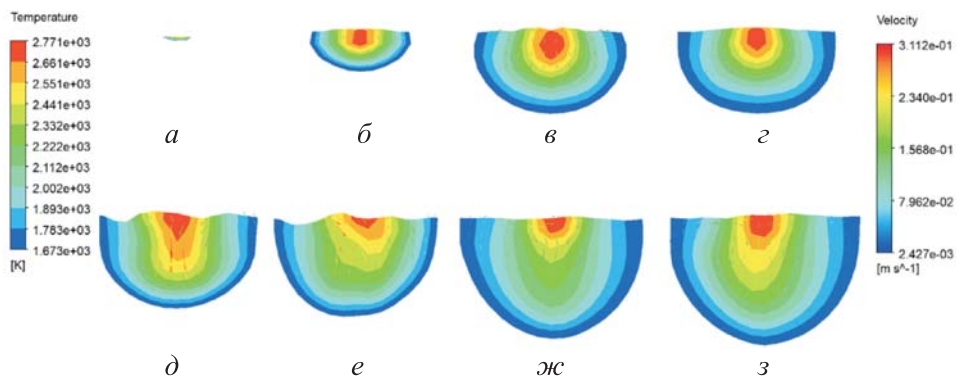 Temperature
2.771e+03
2.661e+03
2.551e+03
2.441e+03
2.332e+03
2.222e+03
2.112e+03
2.002e+03
1.893e+03
1.783e+03
1.673e+03
[K]
а
б
в
г
Velocity
3.112e-01
2.340e-01
1.568e-01
7.962e-02
2.427e-03
[m s^-1]
д
е
ж
з